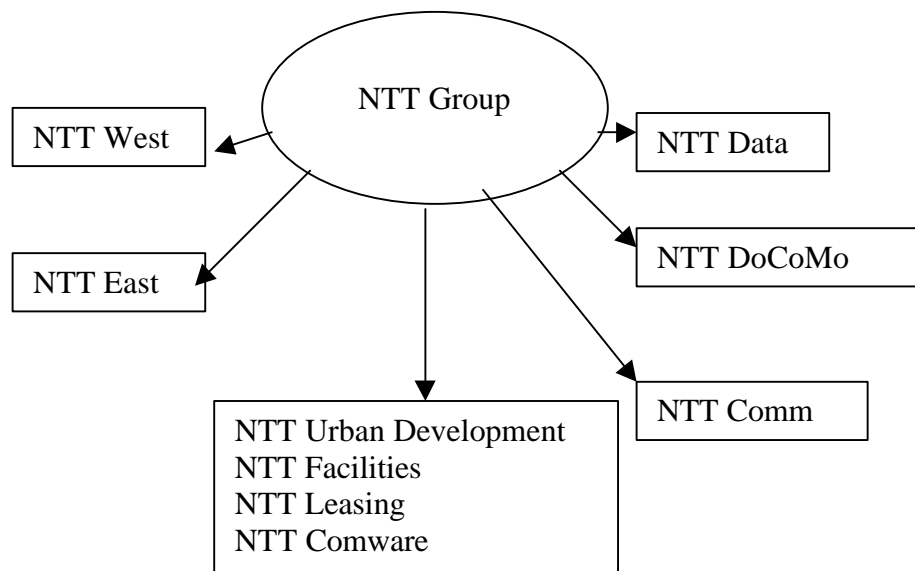 NTT Group
NTT West
NTT Data
NTT East
NTT DoCoMo
NTT Comm
NTT Urban Development
NTT Facilities
NTT Leasing
NTT Comware